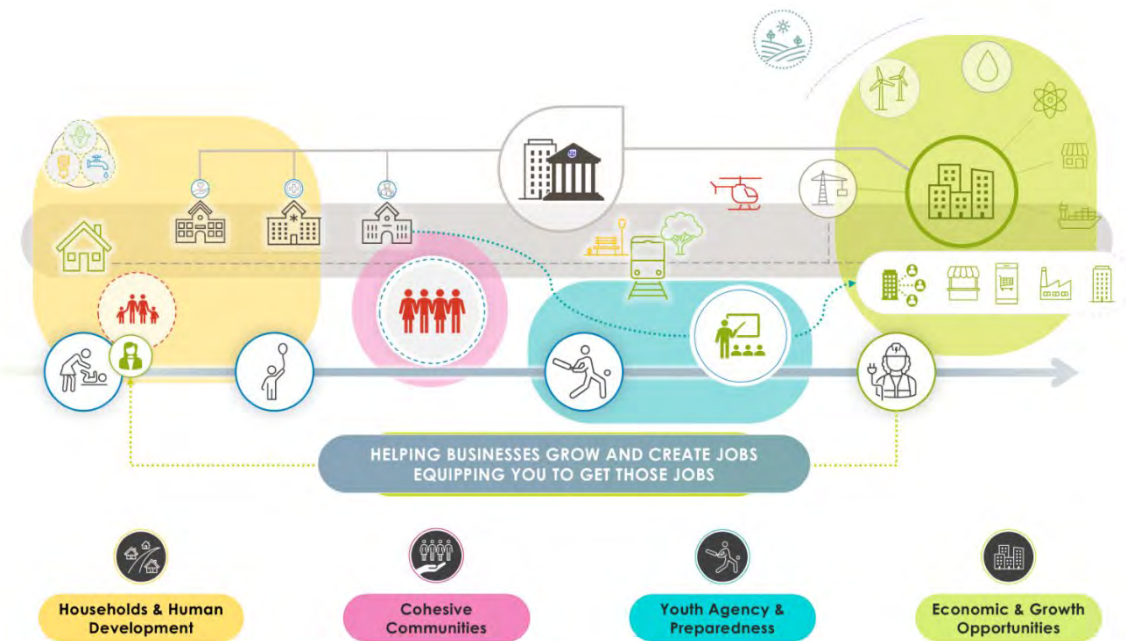 HELPING BUSINESSES GROW AND CREATE JOBS
EQUIPPING YOU TO GET THOSE JOBS
Households & Human
Development
Cohesive
Communities
Youth Agency &
Preparedness
Economic & Growth
Opportunities